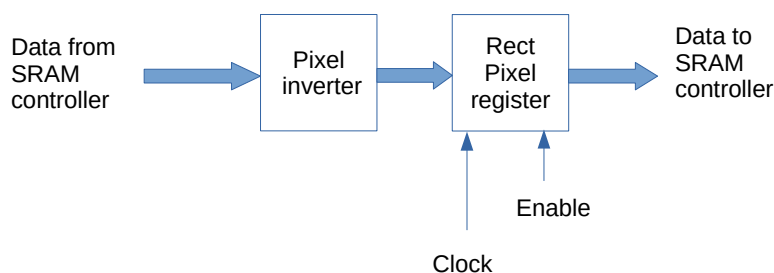 Data from
SRAM
controller
Pixel
inverter
Rect
Pixel
register
Data to
SRAM
controller
Enable
Clock